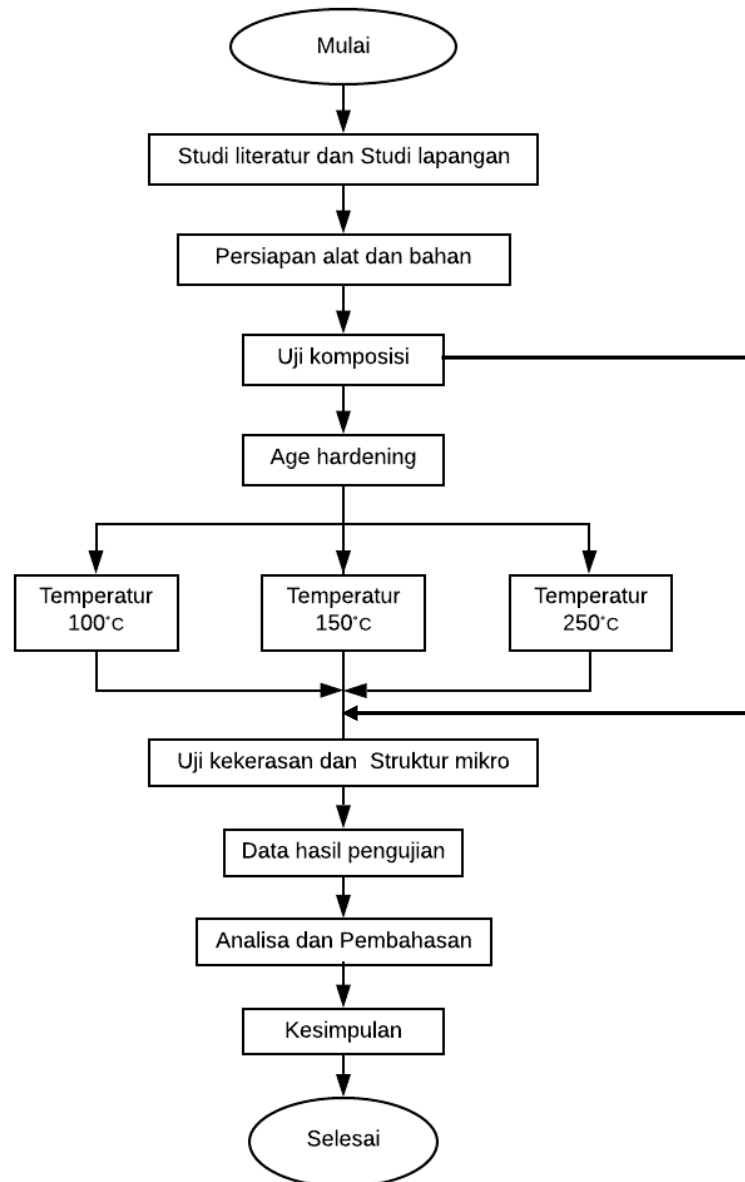 Mulai
Studi literatur dan Studi lapangan
Persiapan alat dan bahan
Uji komposisi
Age hardening
Temperatur
100°C
Temperatur
150°C
Temperatur
250°C
Uji kekerasan dan  Struktur mikro
Data hasil pengujian
Analisa dan Pembahasan
Kesimpulan
Selesai